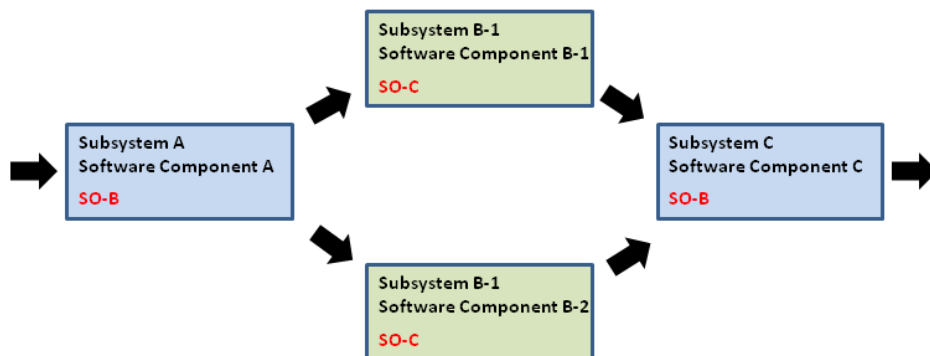 Subsystem B-1
Software Component B-1
SO-C
Subsystem A
Software Component A
SO-B
Subsystem C
Software Component C
SO-B
Subsystem B-1
Software Component B-2
SO-C